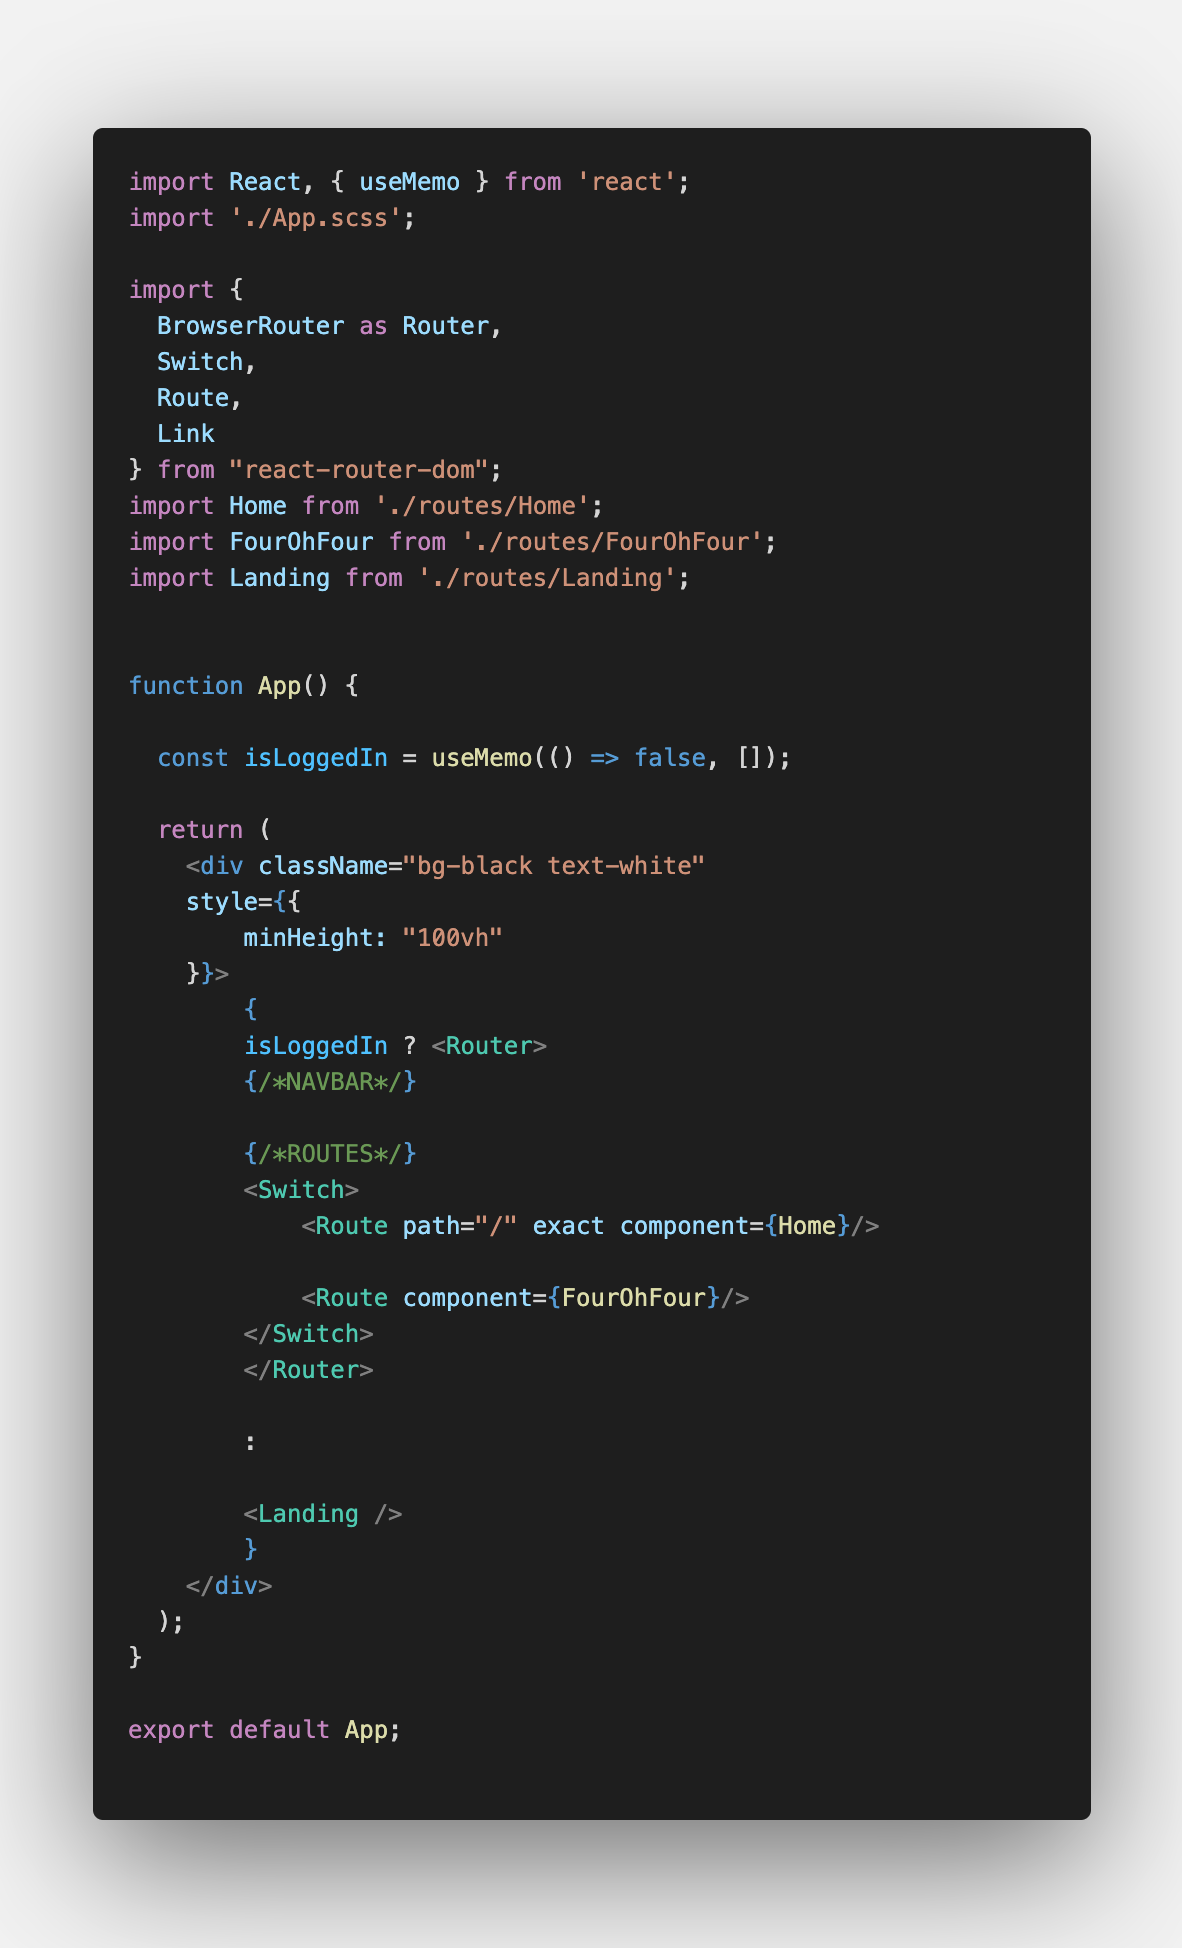 import React, { useMemo } from 'react';
import './App.scss';

import {
  BrowserRouter as Router,
  Switch,
  Route,
  Link
} from "react-router-dom";
import Home from './routes/Home';
import FourOhFour from './routes/FourOhFour';
import Landing from './routes/Landing';


function App() {

  const isLoggedIn = useMemo(() => false, []);

  return (
    <div className="bg-black text-white"
    style={{
        minHeight: "100vh"
    }}>
        {
        isLoggedIn ? <Router>
        {/*NAVBAR*/}

        {/*ROUTES*/}
        <Switch>
            <Route path="/" exact component={Home}/>

            <Route component={FourOhFour}/>
        </Switch>
        </Router>

        :

        <Landing />
        }
    </div>
  );
}

export default App;